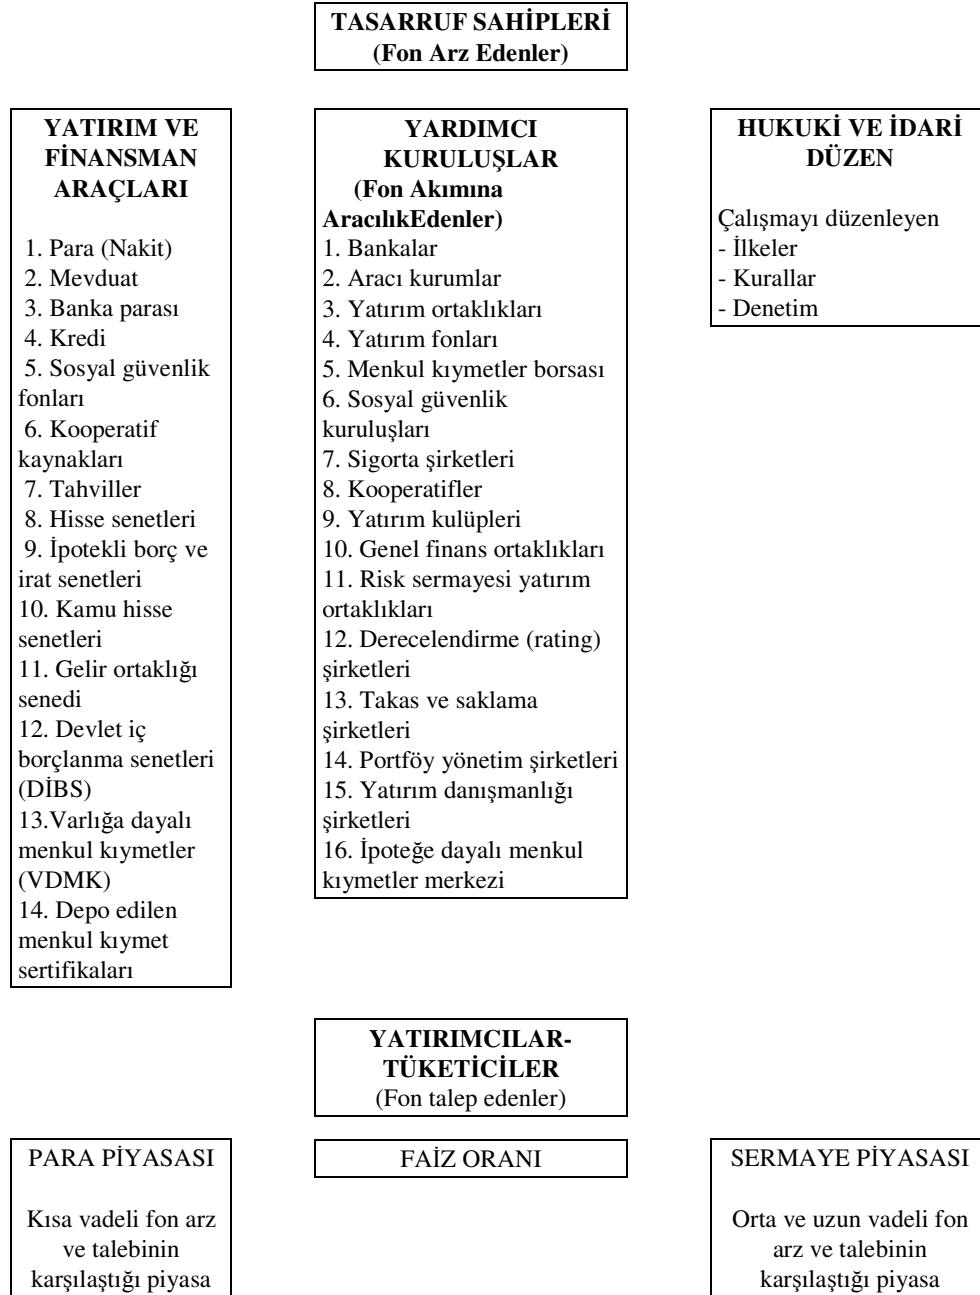 TASARRUF SAHİPLERİ
(Fon Arz Edenler)
YATIRIM VE
FİNANSMAN
ARAÇLARI
1. Para (Nakit)
2. Mevduat
3. Banka parası
4. Kredi
5. Sosyal güvenlik
fonları
6. Kooperatif
kaynakları
7. Tahviller
8. Hisse senetleri
9. İpotekli borç ve
irat senetleri
10. Kamu hisse
senetleri
11. Gelir ortaklığı
senedi
12. Devlet iç
borçlanma senetleri
(DİBS)
13.Varlığa dayalı
menkul kıymetler
(VDMK)
14. Depo edilen
menkul kıymet
sertifikaları
YARDIMCI
KURULUŞLAR
(Fon Akımına
AracılıkEdenler)
1. Bankalar
2. Aracı kurumlar
3. Yatırım ortaklıkları
4. Yatırım fonları
5. Menkul kıymetler borsası
6. Sosyal güvenlik
kuruluşları
7. Sigorta şirketleri
8. Kooperatifler
9. Yatırım kulüpleri
10. Genel finans ortaklıkları
11. Risk sermayesi yatırım
ortaklıkları
12. Derecelendirme (rating)
şirketleri
13. Takas ve saklama
şirketleri
14. Portföy yönetim şirketleri
15. Yatırım danışmanlığı
şirketleri
16. İpoteğe dayalı menkul
kıymetler merkezi
HUKUKİ VE İDARİ
DÜZEN
Çalışmayı düzenleyen
- İlkeler
- Kurallar
- Denetim
YATIRIMCILAR-
TÜKETİCİLER
(Fon talep edenler)
PARA PİYASASI
Kısa vadeli fon arz
ve talebinin
karşılaştığı piyasa
FAİZ ORANI
SERMAYE PİYASASI
Orta ve uzun vadeli fon
arz ve talebinin
karşılaştığı piyasa